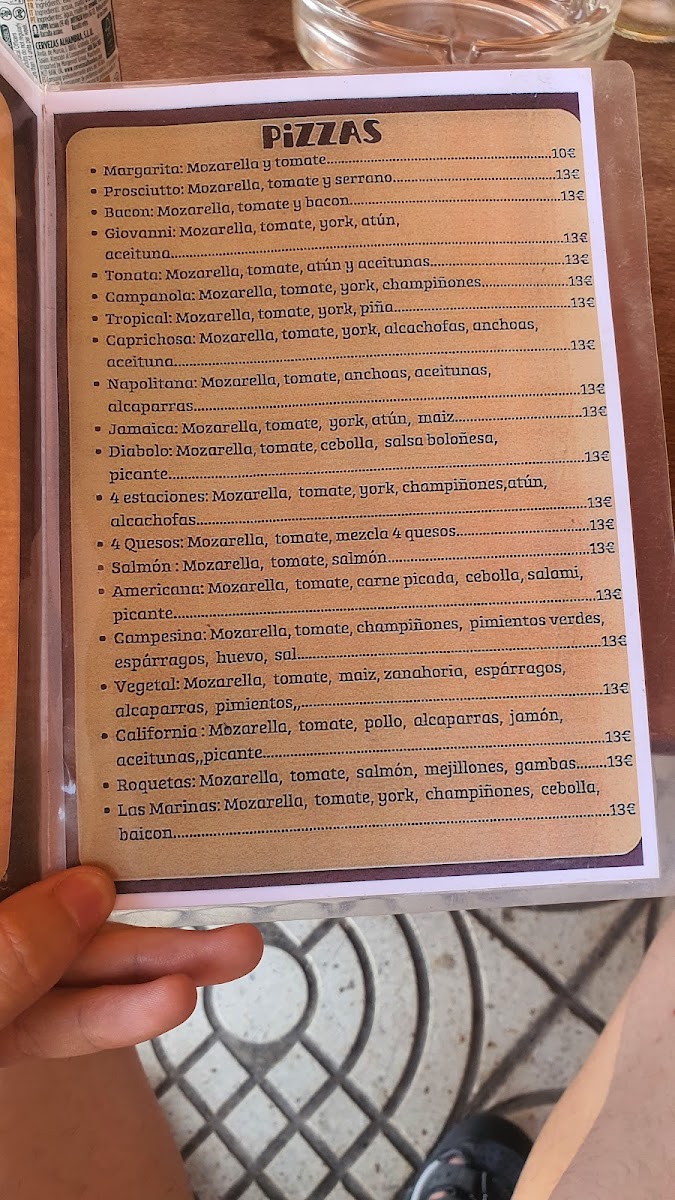 CERVEZAS ALHAMBRA, S.L.U.
PiZZAS
• Margarita: Mozarella y tomate..........10€
• Prosciutto: Mozarella, tomate y serrano..........13€
• Bacon: Mozarella, tomate y bacon..........13€
• Giovanni: Mozarella, tomate, york, atún,
aceituna..........13€
• Tonata: Mozarella, tomate, atún y aceitunas..........13€
• Campanola: Mozarella, tomate, york, champiñones..........13€
• Tropical: Mozarella, tomate, york, piña..........13€
• Caprichosa: Mozarella, tomate, york, alcachofas, anchoas,
aceituna..........13€
• Napolitana: Mozarella, tomate, anchoas, aceitunas,
alcaparras..........13€
• Jamaica: Mozarella, tomate, york, atún, maiz..........13€
• Diabolo: Mozarella, tomate, cebolla, salsa boloñesa,
picante..........13€
• 4 estaciones: Mozarella, tomate, york, champiñones,atún,
alcachofas..........13€
• 4 Quesos: Mozarella, tomate, mezcla 4 quesos..........13€
• Salmón : Mozarella, tomate, salmón..........13€
• Americana: Mozarella, tomate, carne picada, cebolla, salami,
picante..........13€
• Campesina: Mozarella, tomate, champiñones, pimientos verdes,
espárragos, huevo, sal..........13€
• Vegetal: Mozarella, tomate, maiz, zanahoria, espárragos,
alcaparras, pimientos,,..........13€
• California : Mozarella, tomate, pollo, alcaparras, jamón,
aceitunas,,picante..........13€
• Roquetas: Mozarella, tomate, salmón, mejillones, gambas........13€
• Las Marinas: Mozarella, tomate, york, champiñones, cebolla,
baicon..........13€